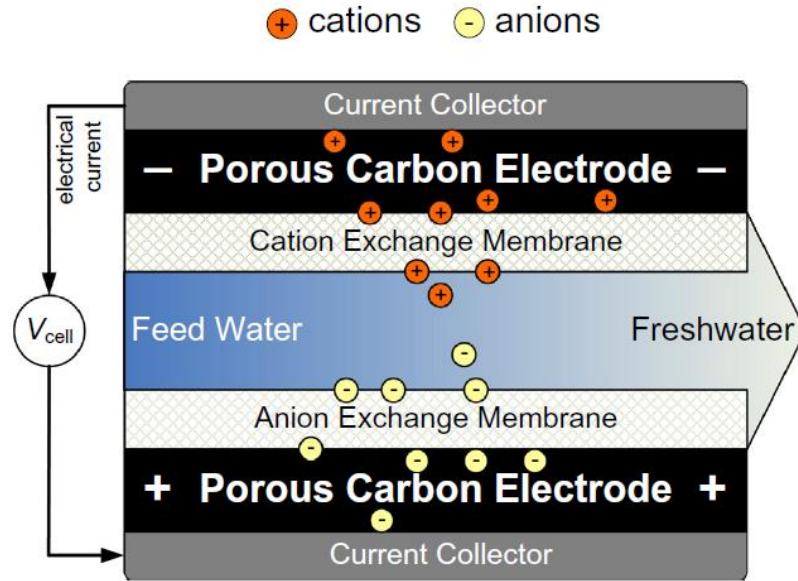 + cations - anions
Current Collector
electrical
current
– Porous Carbon Electrode –
Cation Exchange Membrane
Vcell
Feed Water
Freshwater
Anion Exchange Membrane
+ Porous Carbon Electrode +
Current Collector